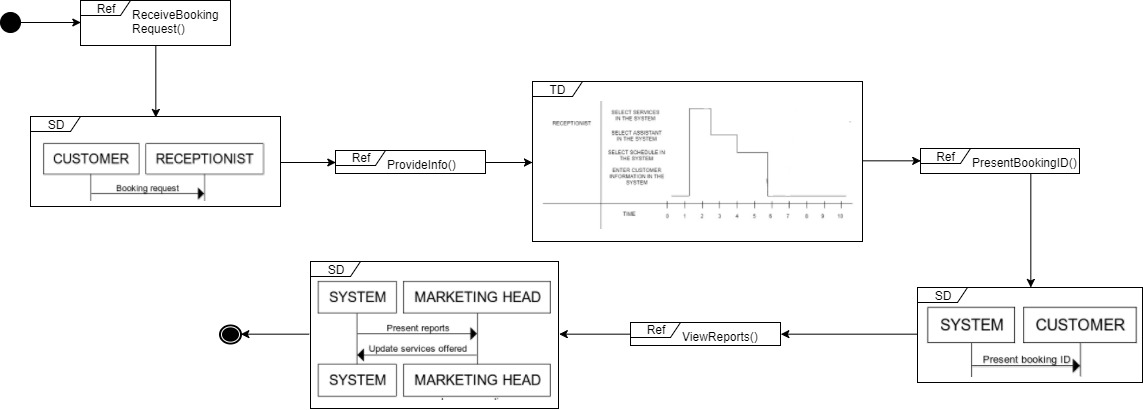 Ref
ReceiveBooking
Request()
SD
CUSTOMER
RECEPTIONIST
Booking request
Ref
ProvideInfo()
TD
RECEPTIONIST
SELECT SERVICES
IN THE SYSTEM
SELECT ASSISTANT
IN THE SYSTEM
SELECT SCHEDULE IN
THE SYSTEM
ENTER CUSTOMER
INFORMATION IN THE
SYSTEM
TIME
0 1 2 3 4 5 6 7 8 9 10
Ref
PresentBookingID()
SD
SYSTEM
CUSTOMER
Present booking ID
Ref
ViewReports()
SD
SYSTEM
MARKETING HEAD
Present reports
Update services offered
SYSTEM
MARKETING HEAD